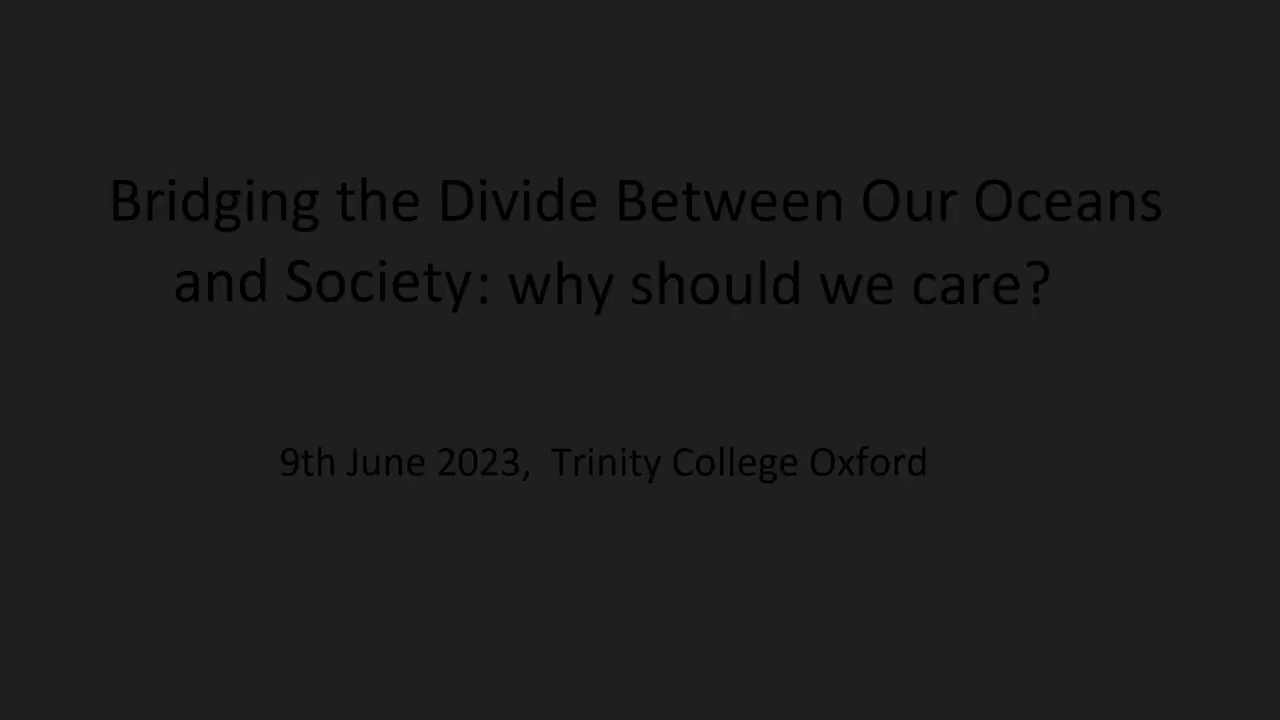 Bridging the Divide Between Our Oceans
and Society: why should we care?
9th June 2023, Trinity College Oxford